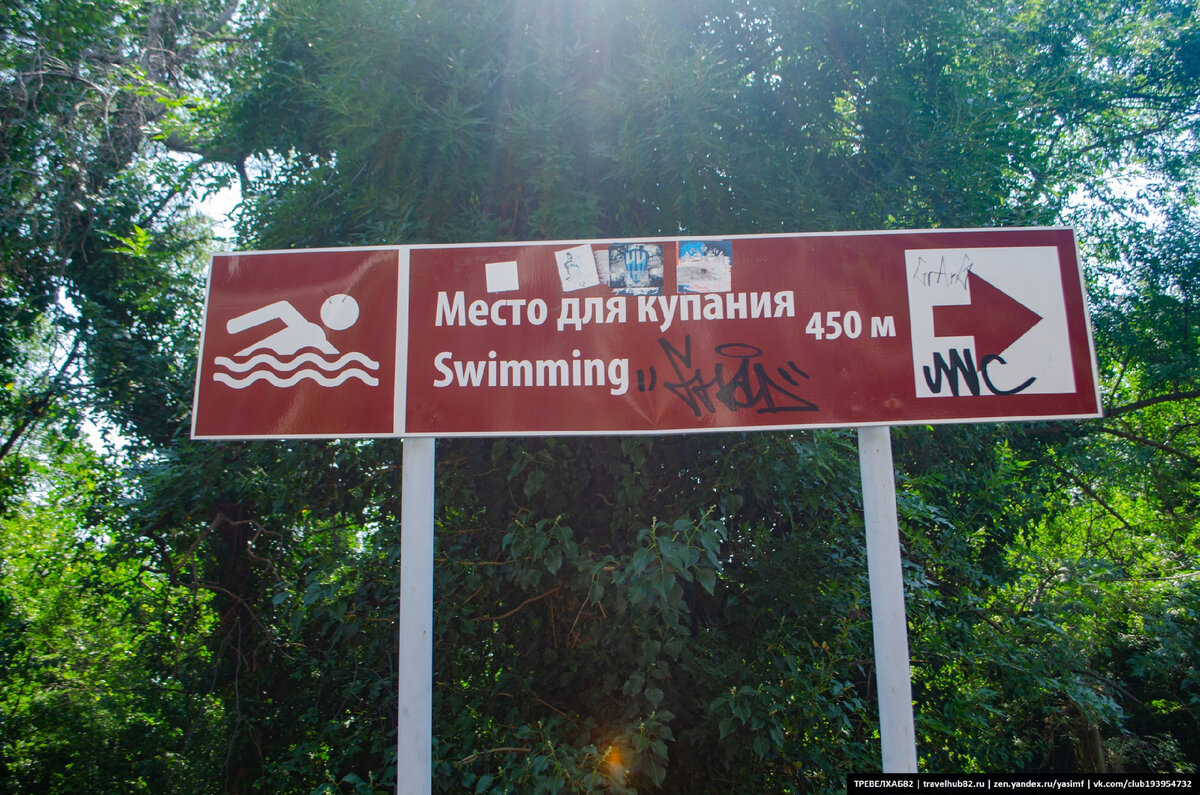 Место для купания
450 м
Swimming
ТРЕВЕЛХАБ82 | travelhub82.ru | zen.yandex.ru/yasimf | vk.com/club193954732